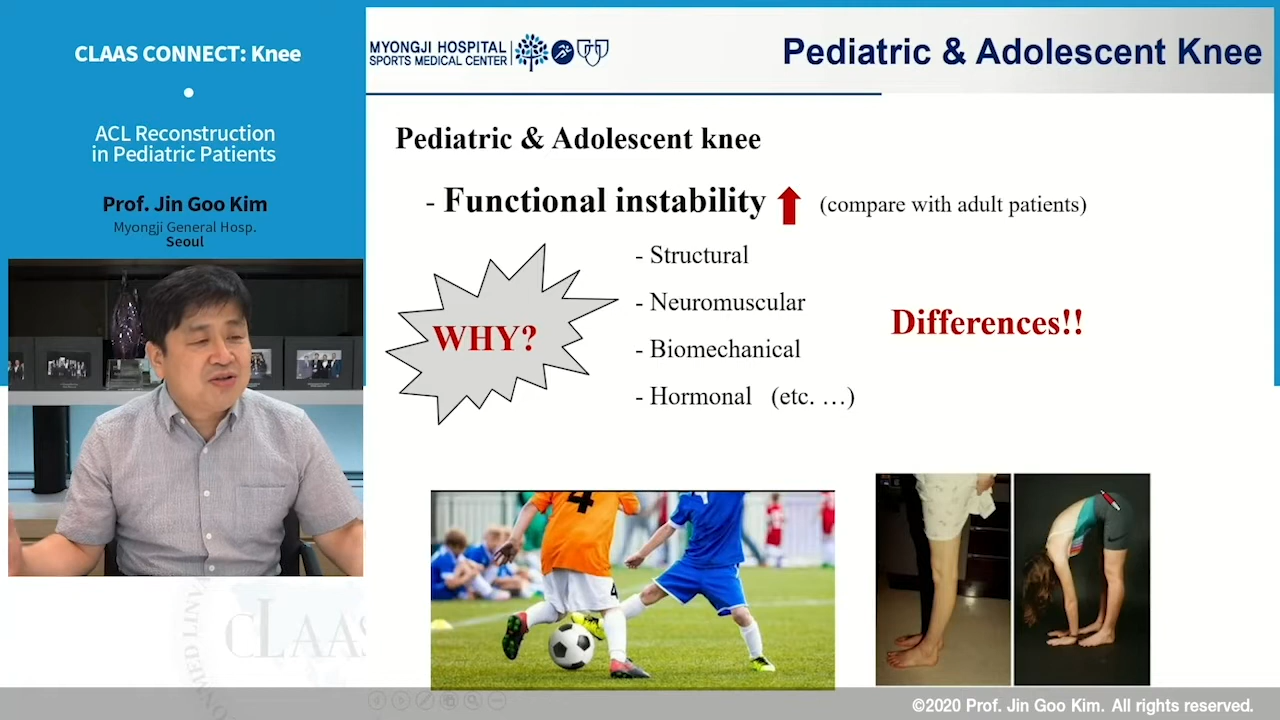 CLAAS CONNECT: Knee
ACL Reconstruction
in Pediatric Patients
Prof. Jin Goo Kim
Myongji General Hosp.
Seoul
MYONGJI HOSPITAL
SPORTS MEDICAL CENTER
Pediatric & Adolescent Knee
Pediatric & Adolescent knee
- Functional instability (compare with adult patients)
WHY?
- Structural
- Neuromuscular
- Biomechanical
- Hormonal (etc. …)
Differences!!
4
4
CLAAS
©2020 Prof. Jin Goo Kim. All rights reserved.